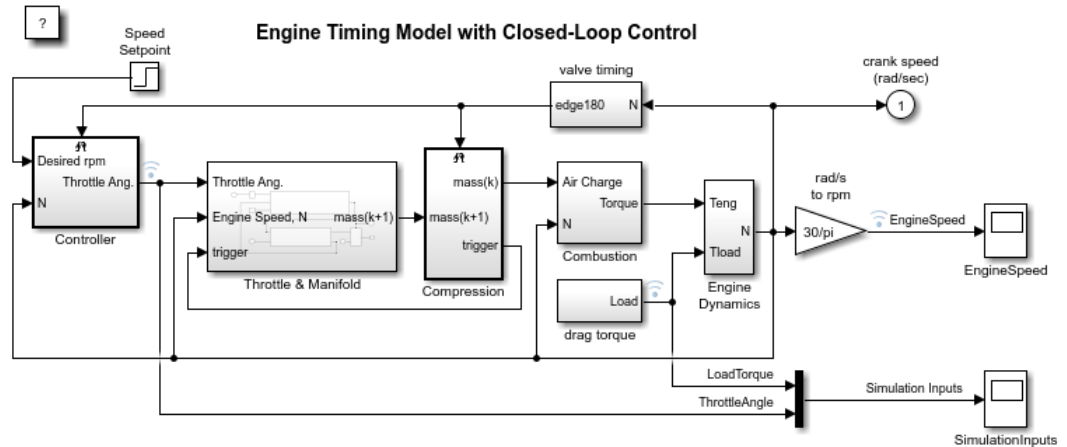 ?
Speed
Setpoint
Engine Timing Model with Closed-Loop Control
valve timing
edge180 N
crank speed
(rad/sec)
1
Desired rpm
Throttle Ang.
N
Controller
Throttle Ang.
Engine Speed, N
mass(k+1)
trigger
Throttle & Manifold
mass(k)
mass(k+1)
trigger
Compression
Air Charge
Torque
N
Combustion
Load
drag torque
Teng
N
Tload
Engine
Dynamics
rad/s
to rpm
30/pi
EngineSpeed
EngineSpeed
LoadTorque
ThrottleAngle
Simulation Inputs
SimulationInputs